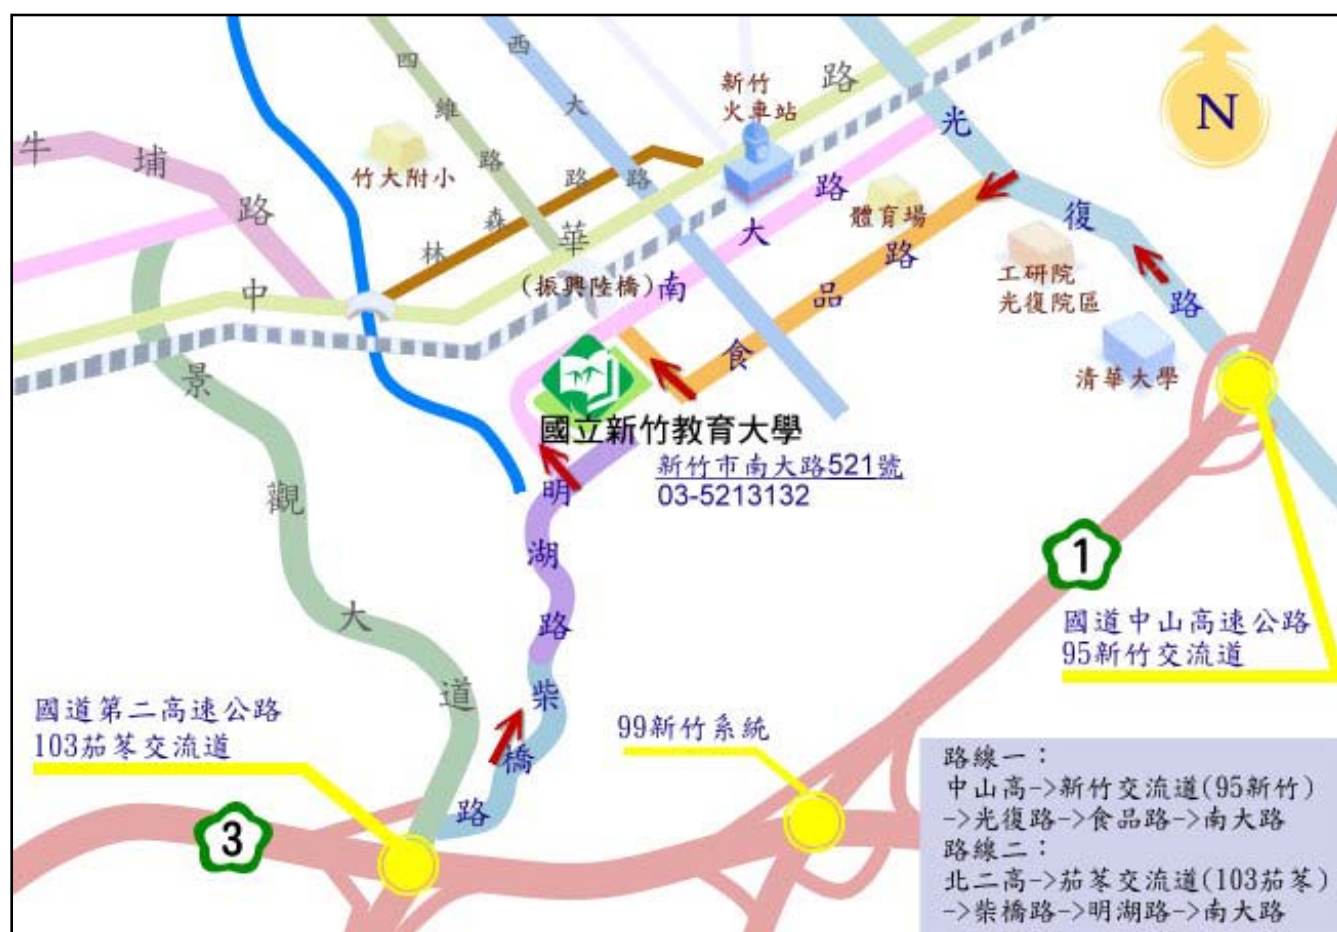 四維路
西大路
新竹
火車站
中華路
N
牛埔路
竹大附小
林森路
(振興陸橋)
南大路
光復路
體育場
食品路
工研院
光復院區
清華大學
景觀大道
國立新竹教育大學
新竹市南大路521號
03-5213132
明湖路
柴橋路
1
國道中山高速公路
95新竹交流道
國道第二高速公路
103茄苳交流道
99新竹系統
3
路線一：
中山高->新竹交流道(95新竹)
->光復路->食品路->南大路
路線二：
北二高->茄苳交流道(103茄苳)
->柴橋路->明湖路->南大路